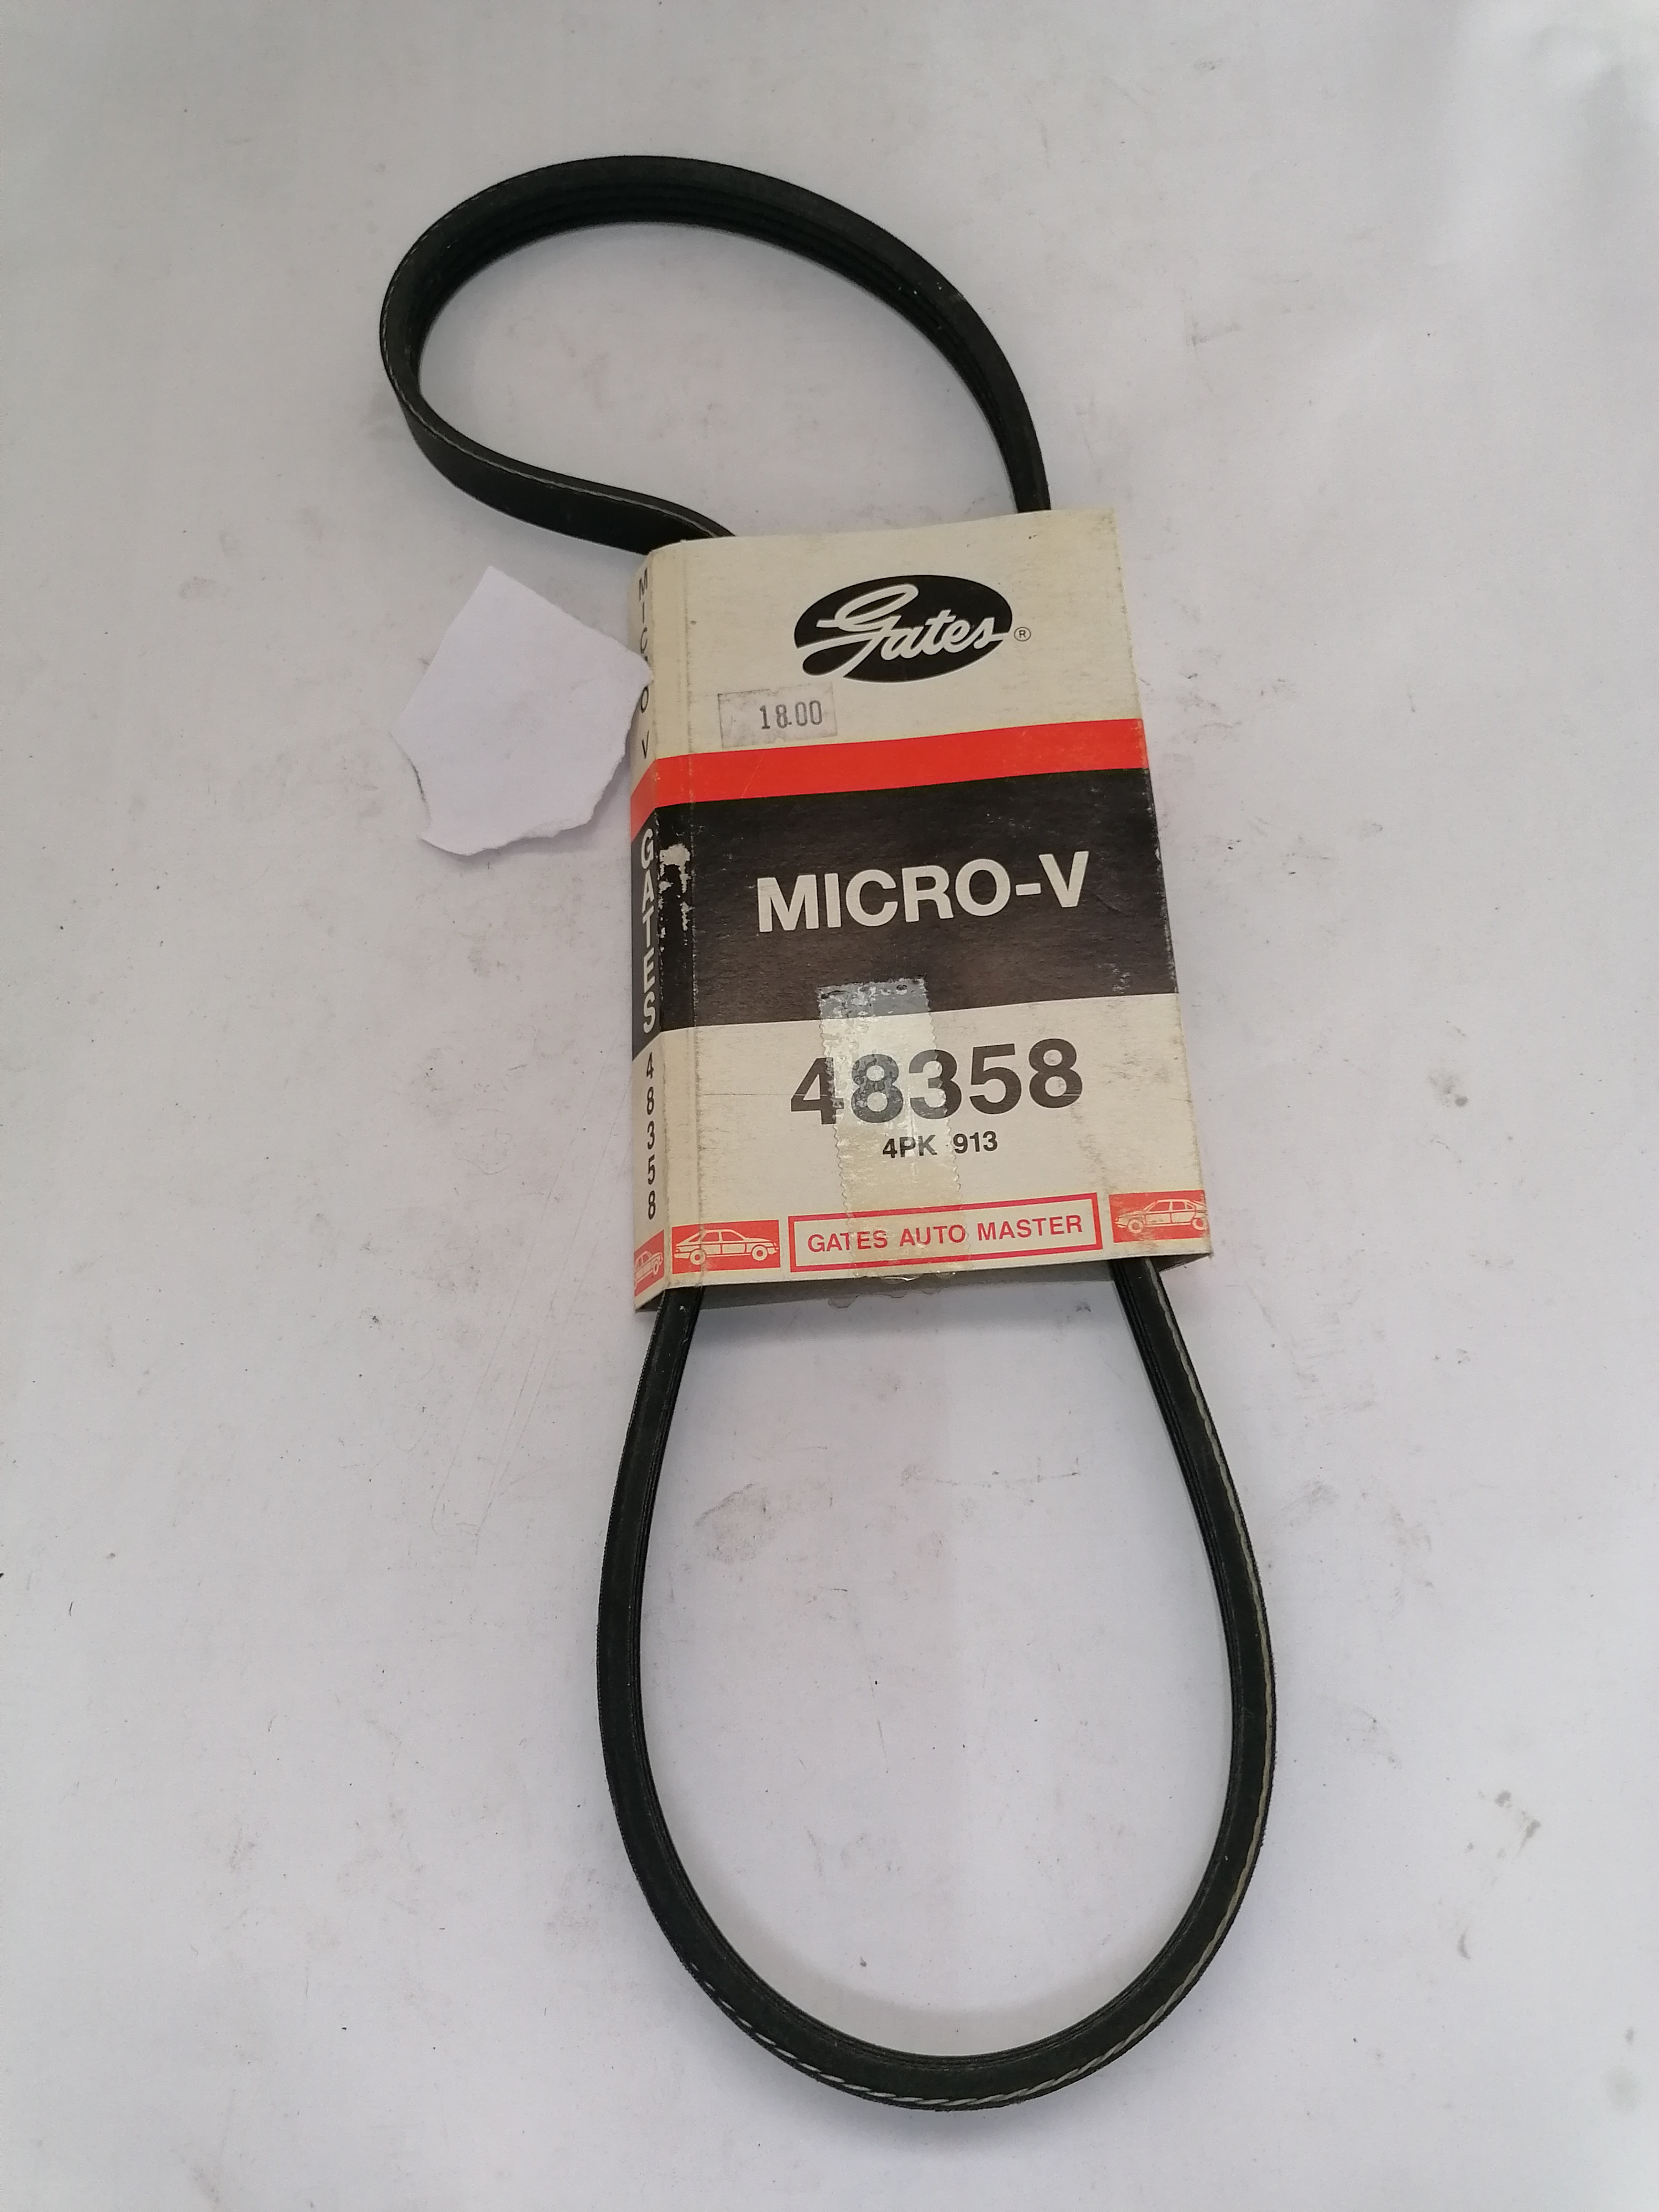 Gates®
18.00
MICRO-V
48358
4PK 913
GATES AUTO MASTER
MICRO V
GATES
48358